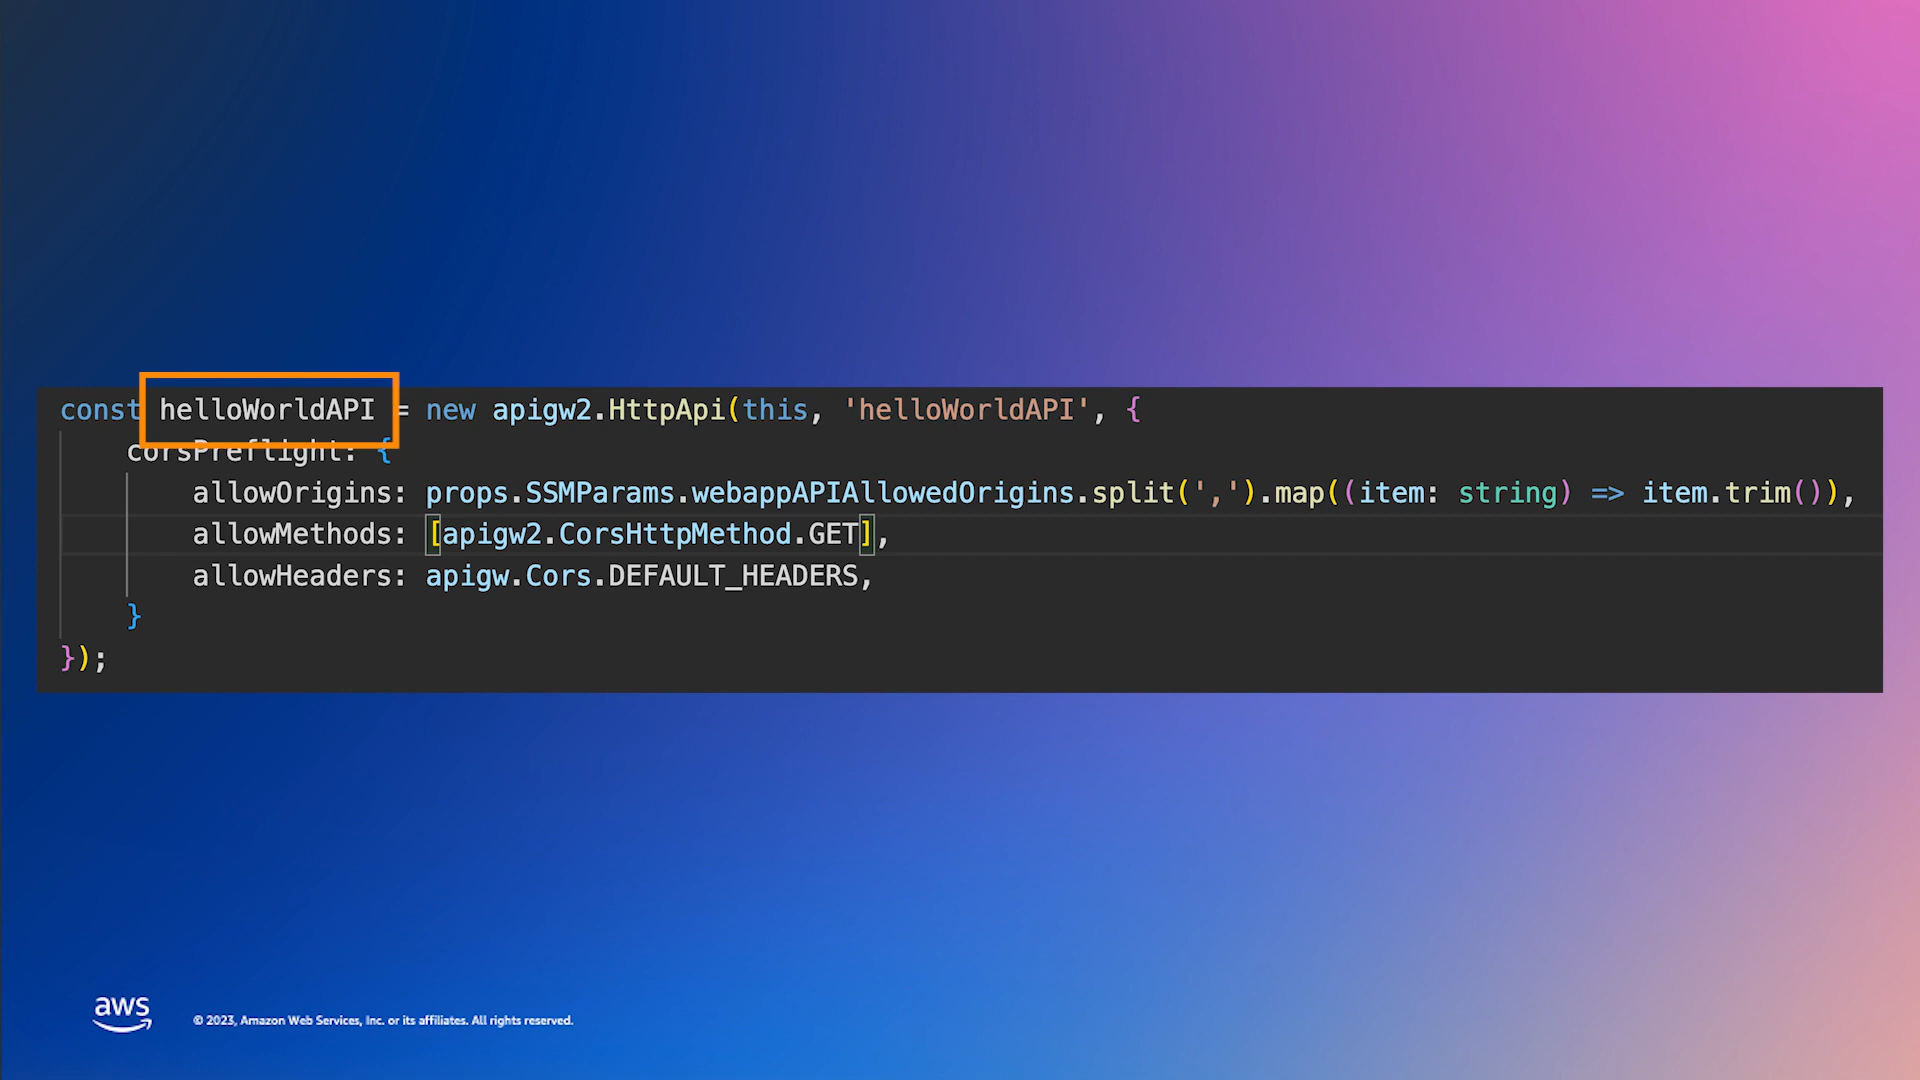 const helloWorldAPI = new apigw2.HttpApi(this, 'helloWorldAPI', {
corsPreflight: {
allowOrigins: props.SSMParams.webappAPIAllowedOrigins.split(',').map((item: string) => item.trim()),
allowMethods: [apigw2.CorsHttpMethod.GET],
allowHeaders: apigw.Cors.DEFAULT_HEADERS,
}
});
aws
© 2023, Amazon Web Services, Inc. or its affiliates. All rights reserved.